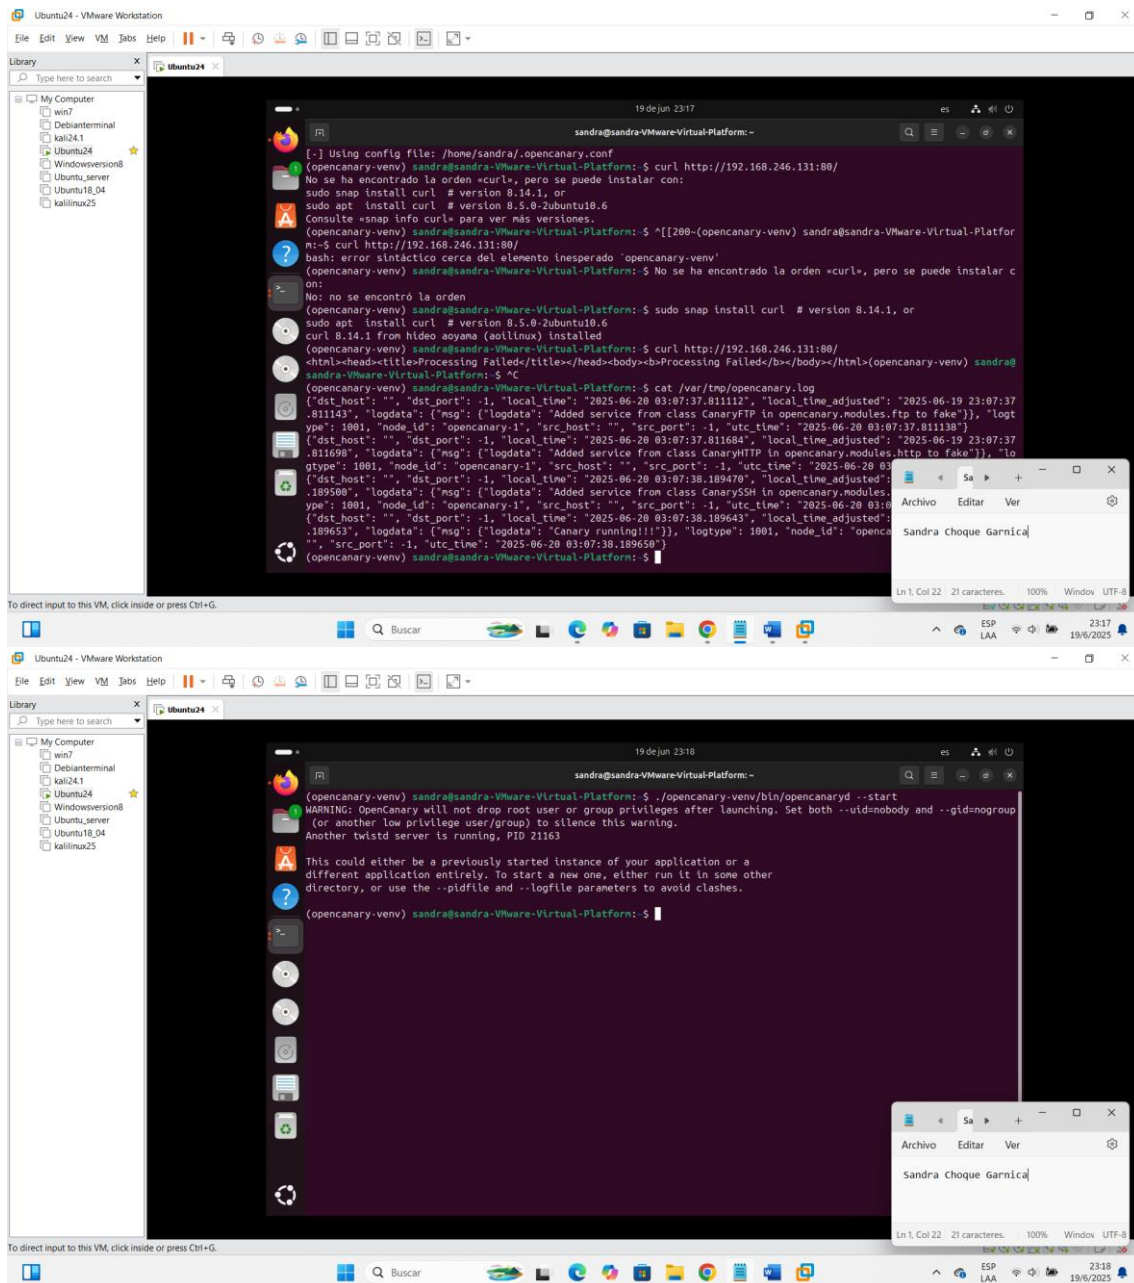 Ubuntu24 - VMware Workstation
File Edit View VM Tabs Help
Library X
Type here to search
Ubuntu24
My Computer
win7
Debianterminal
kali24.1
Ubuntu24
Windowsversion8
Ubuntu_server
Ubuntu18_04
kalilinux25
19 de jun 23:17
es
sandra@sandra-VMware-Virtual-Platform: ~
[-] Using config file: /home/sandra/.opencanary.conf
(opencanary-venv) sandra@sandra-VMware-Virtual-Platform:~$ curl http://192.168.246.131:80/
No se ha encontrado la orden «curl», pero se puede instalar con:
sudo snap install curl  # version 8.14.1, or
sudo apt  install curl  # version 8.5.0-2ubuntu10.6
Consulte «snap info curl» para ver más versiones.
(opencanary-venv) sandra@sandra-VMware-Virtual-Platform:~$ ^[[200~(opencanary-venv) sandra@sandra-VMware-Virtual-Platfor
m:~$ curl http://192.168.246.131:80/
bash: error sintáctico cerca del elemento inesperado `opencanary-venv'
(opencanary-venv) sandra@sandra-VMware-Virtual-Platform:~$ No se ha encontrado la orden «curl», pero se puede instalar c
on:
No: no se encontró la orden
(opencanary-venv) sandra@sandra-VMware-Virtual-Platform:~$ sudo snap install curl  # version 8.14.1, or
sudo apt  install curl  # version 8.5.0-2ubuntu10.6
curl 8.14.1 from hideo aoyama (aoilinux) installed
(opencanary-venv) sandra@sandra-VMware-Virtual-Platform:~$ curl http://192.168.246.131:80/
<html><head><title>Processing Failed</title></head><body><b>Processing Failed</b></body></html>(opencanary-venv) sandra@
sandra-VMware-Virtual-Platform:~$ ^C
(opencanary-venv) sandra@sandra-VMware-Virtual-Platform:~$ cat /var/tmp/opencanary.log
{"dst_host": "", "dst_port": -1, "local_time": "2025-06-20 03:07:37.811112", "local_time_adjusted": "2025-06-19 23:07:37
.811143", "logdata": {"msg": {"logdata": "Added service from class CanaryFTP in opencanary.modules.ftp to fake"}}, "logt
ype": 1001, "node_id": "opencanary-1", "src_host": "", "src_port": -1, "utc_time": "2025-06-20 03:07:37.811138"}
{"dst_host": "", "dst_port": -1, "local_time": "2025-06-20 03:07:37.811684", "local_time_adjusted": "2025-06-19 23:07:37
.811698", "logdata": {"msg": {"logdata": "Added service from class CanaryHTTP in opencanary.modules.http to fake"}}, "lo
gtype": 1001, "node_id": "opencanary-1", "src_host": "", "src_port": -1, "utc_time": "2025-06-20 03
{"dst_host": "", "dst_port": -1, "local_time": "2025-06-20 03:07:38.189470", "local_time_adjusted":
.189500", "logdata": {"msg": {"logdata": "Added service from class CanarySSH in opencanary.modules.
ype": 1001, "node_id": "opencanary-1", "src_host": "", "src_port": -1, "utc_time": "2025-06-20 03:0
{"dst_host": "", "dst_port": -1, "local_time": "2025-06-20 03:07:38.189643", "local_time_adjusted":
.189653", "logdata": {"msg": {"logdata": "Canary running!!!"}}, "logtype": 1001, "node_id": "openca
"", "src_port": -1, "utc_time": "2025-06-20 03:07:38.189650"}
(opencanary-venv) sandra@sandra-VMware-Virtual-Platform:~$
Sa
Archivo Editar Ver
Sandra Choque Garnica
Ln 1, Col 22 21 caracteres. 100% Windov UTF-8
To direct input to this VM, click inside or press Ctrl+G.
Buscar
ESP
LAA
23:17
19/6/2025
Ubuntu24 - VMware Workstation
File Edit View VM Tabs Help
Library X
Type here to search
Ubuntu24
My Computer
win7
Debianterminal
kali24.1
Ubuntu24
Windowsversion8
Ubuntu_server
Ubuntu18_04
kalilinux25
19 de jun 23:18
es
sandra@sandra-VMware-Virtual-Platform: ~
(opencanary-venv) sandra@sandra-VMware-Virtual-Platform:~$ ./opencanary-venv/bin/opencanaryd --start
WARNING: OpenCanary will not drop root user or group privileges after launching. Set both --uid=nobody and --gid=nogroup
(or another low privilege user/group) to silence this warning.
Another twistd server is running, PID 21163
This could either be a previously started instance of your application or a
different application entirely. To start a new one, either run it in some other
directory, or use the --pidfile and --logfile parameters to avoid clashes.
(opencanary-venv) sandra@sandra-VMware-Virtual-Platform:~$
Sa
Archivo Editar Ver
Sandra Choque Garnica
Ln 1, Col 22 21 caracteres. 100% Windov UTF-8
To direct input to this VM, click inside or press Ctrl+G.
Buscar
ESP
LAA
23:18
19/6/2025